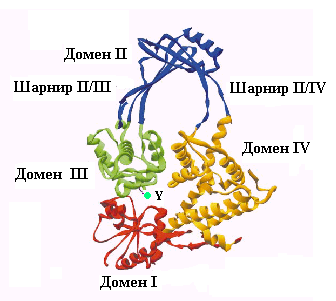 Домен II
Шарнир II/III
Шарнир II/IV
Домен IV
Домен III
Y
Домен I